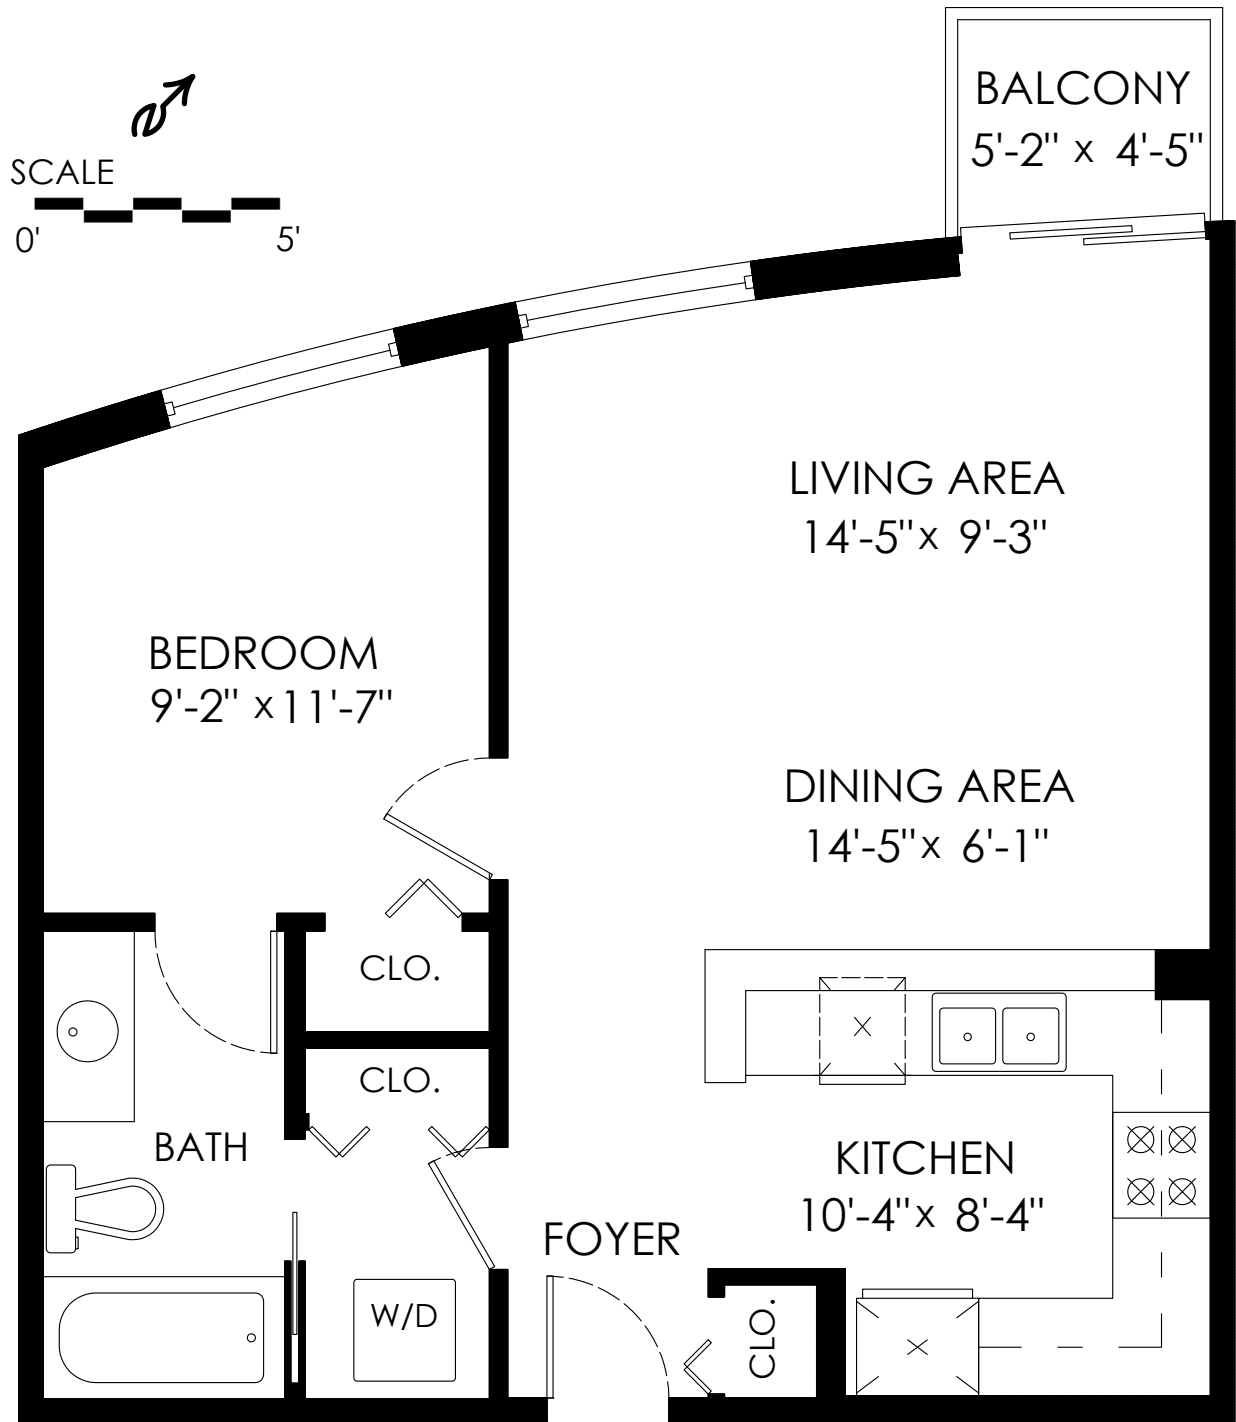 BALCONY
5'-2" x 4'-5"
SCALE
0' 5'
LIVING AREA
14'-5" x 9'-3"
BEDROOM
9'-2" x 11'-7"
DINING AREA
14'-5" x 6'-1"
CLO.
CLO.
BATH
KITCHEN
10'-4" x 8'-4"
FOYER
W/D
CLO.